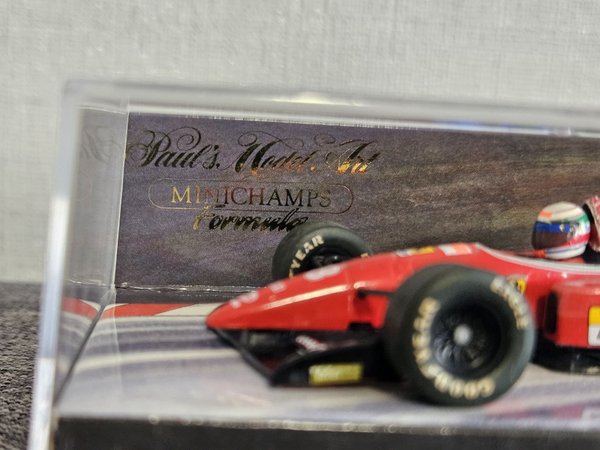 Paul's Model Art
MINICHAMPS
Formula
GOODYEAR
GOODYEAR